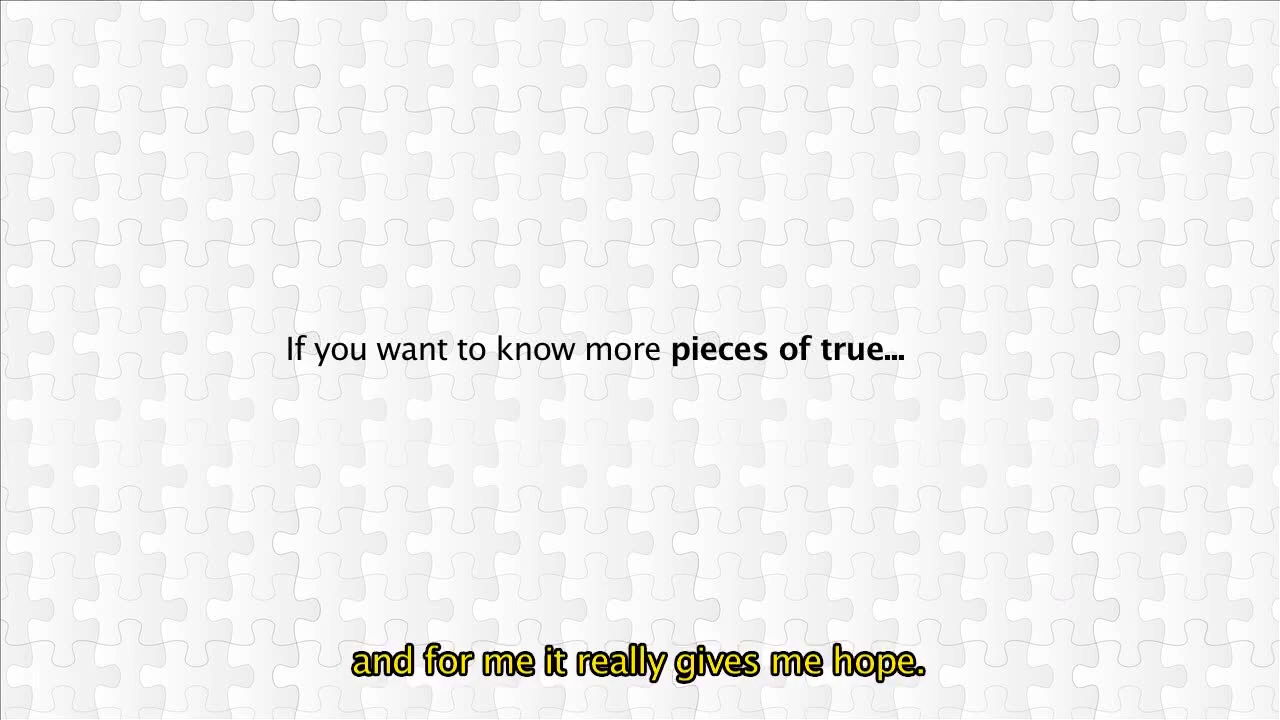 If you want to know more pieces of true...
and for me it really gives me hope.